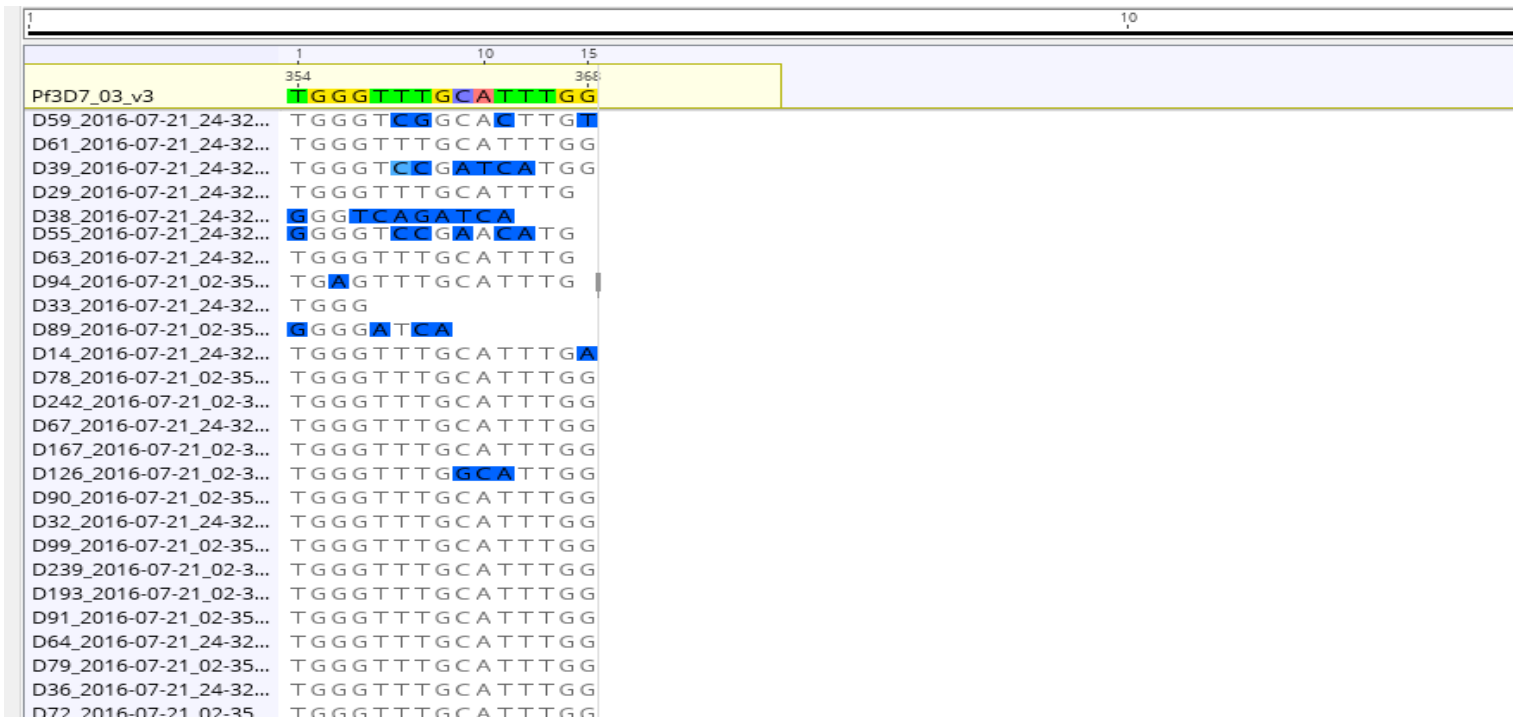 1 10
1 10 15
354 368
Pf3D7_03_v3 TGGGTTTGCATTTGG
D59_2016-07-21_24-32... TGGGTCGGCACTTGT
D61_2016-07-21_24-32... TGGGTTTGCATTTGG
D39_2016-07-21_24-32... TGGGTCCGATCATGG
D29_2016-07-21_24-32... TGGGTTTGCATTTG
D38_2016-07-21_24-32... GGGTCAGATCA
D55_2016-07-21_24-32... GGGGTCCGAACATG
D63_2016-07-21_24-32... TGGGTTTGCATTTG
D94_2016-07-21_02-35... TGAGTTTGCATTTG
D33_2016-07-21_24-32... TGGG
D89_2016-07-21_02-35... GGGGATCA
D14_2016-07-21_24-32... TGGGTTTGCATTTGA
D78_2016-07-21_02-35... TGGGTTTGCATTTGG
D242_2016-07-21_02-3... TGGGTTTGCATTTGG
D67_2016-07-21_24-32... TGGGTTTGCATTTGG
D167_2016-07-21_02-3... TGGGTTTGCATTTGG
D126_2016-07-21_02-3... TGGGTTTGGCATTGG
D90_2016-07-21_02-35... TGGGTTTGCATTTGG
D32_2016-07-21_24-32... TGGGTTTGCATTTGG
D99_2016-07-21_02-35... TGGGTTTGCATTTGG
D239_2016-07-21_02-3... TGGGTTTGCATTTGG
D193_2016-07-21_02-3... TGGGTTTGCATTTGG
D91_2016-07-21_02-35... TGGGTTTGCATTTGG
D64_2016-07-21_24-32... TGGGTTTGCATTTGG
D79_2016-07-21_02-35... TGGGTTTGCATTTGG
D36_2016-07-21_24-32... TGGGTTTGCATTTGG
D72_2016-07-21_02-35... TGGGTTTGCATTTGG